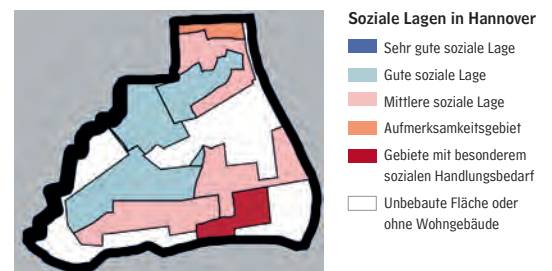 Soziale Lagen in Hannover
Sehr gute soziale Lage
Gute soziale Lage
Mittlere soziale Lage
Aufmerksamkeitsgebiet
Gebiete mit besonderem
sozialen Handlungsbedarf
Unbebaute Fläche oder
ohne Wohngebäude